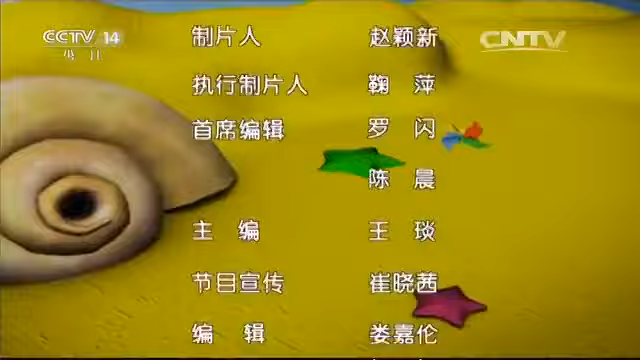 CCTV 14
少儿
CNTV
制片人 赵颖新
执行制片人 鞠 萍
首席编辑 罗 闪
陈 晨
主 编 王 琰
节目宣传 崔晓茜
编 辑 娄嘉伦